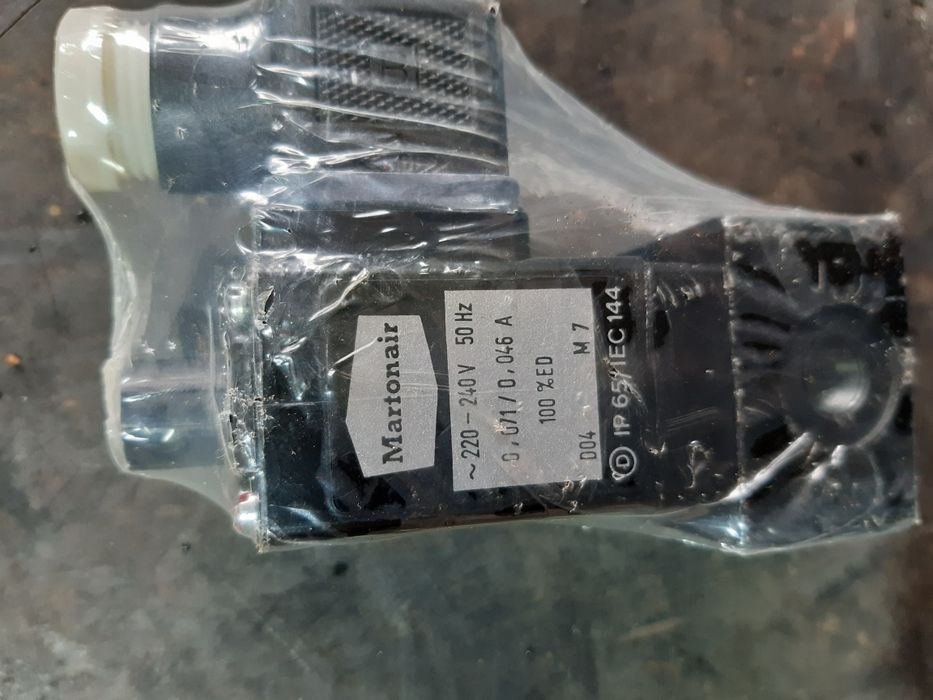 Martonair
~220-240V 50 Hz
0,071/0,046 A
100 %ED
D04 M 7
D IP 65/IEC 144